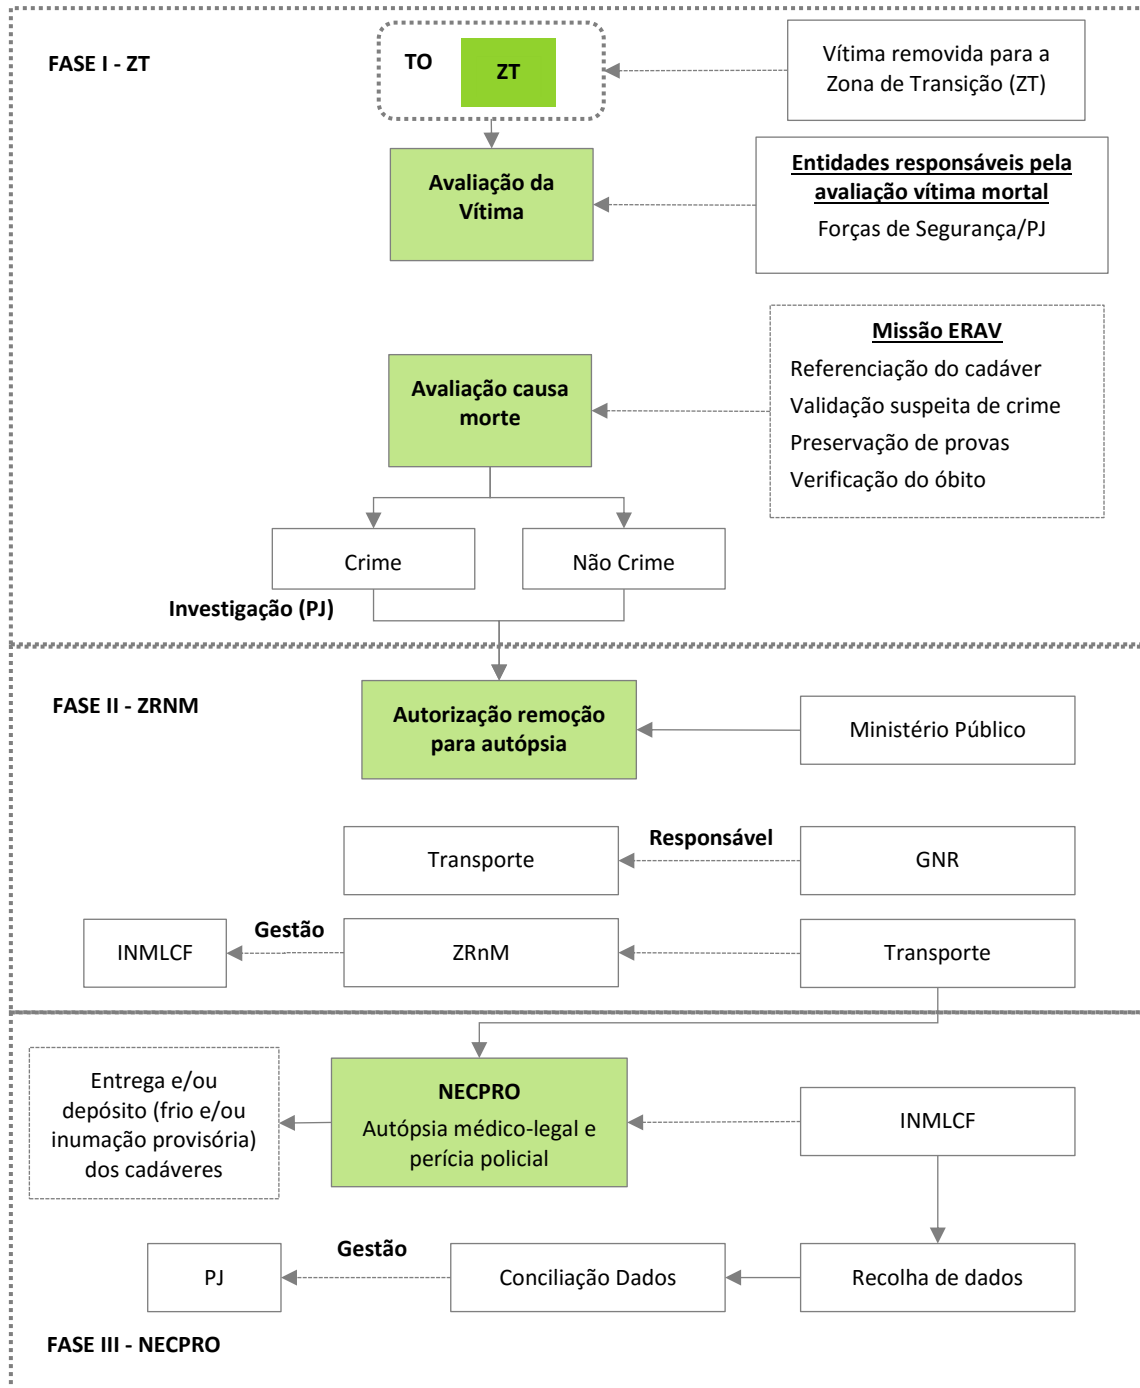 FASE I - ZT
TO
ZT
Vítima removida para a
Zona de Transição (ZT)
Avaliação da
Vítima
Entidades responsáveis pela
avaliação vítima mortal
Forças de Segurança/PJ
Avaliação causa
morte
Missão ERAV
Referenciação do cadáver
Validação suspeita de crime
Preservação de provas
Verificação do óbito
Crime
Não Crime
Investigação (PJ)
FASE II - ZRNM
Autorização remoção
para autópsia
Ministério Público
Transporte
Responsável
GNR
INMLCF
Gestão
ZRnM
Transporte
Entrega e/ou
depósito (frio e/ou
inumação provisória)
dos cadáveres
NECPRO
Autópsia médico-legal e
perícia policial
INMLCF
PJ
Gestão
Conciliação Dados
Recolha de dados
FASE III - NECPRO